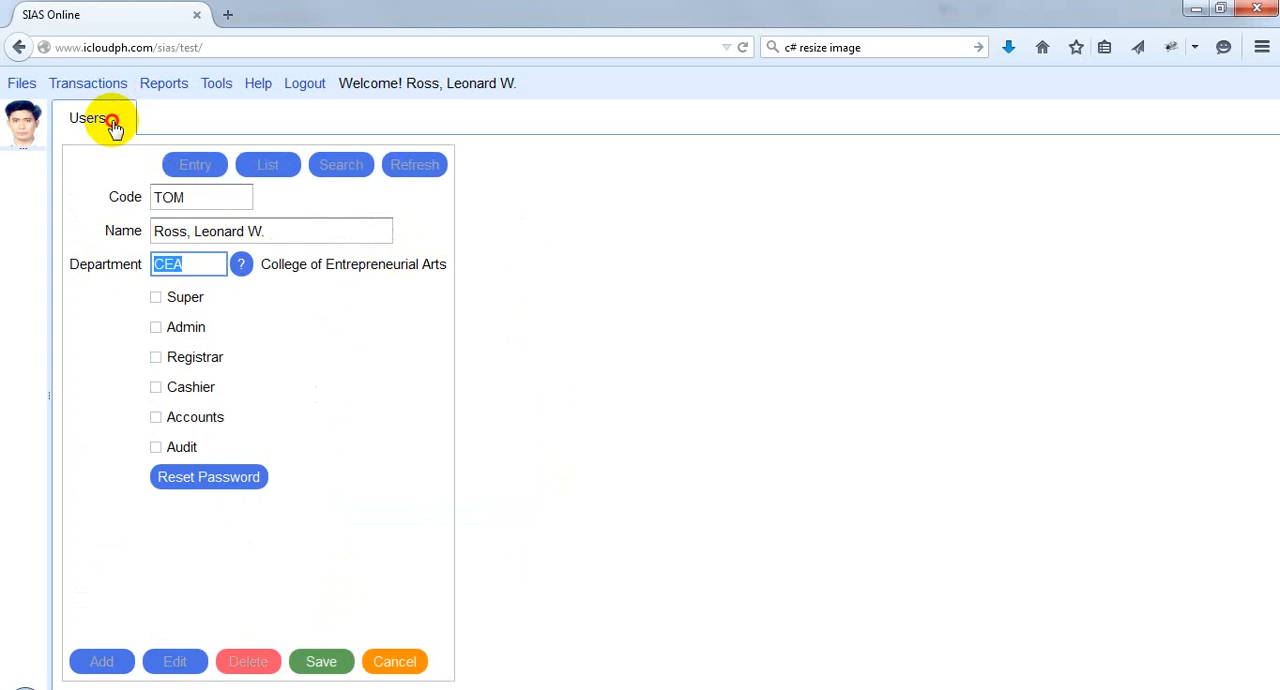 SIAS Online
www.icloudph.com/sias/test/
c# resize image
Files Transactions Reports Tools Help Logout Welcome! Ross, Leonard W.
Users
Entry List Search Refresh
Code TOM
Name Ross, Leonard W.
Department CEA ? College of Entrepreneurial Arts
Super
Admin
Registrar
Cashier
Accounts
Audit
Reset Password
Add Edit Delete Save Cancel